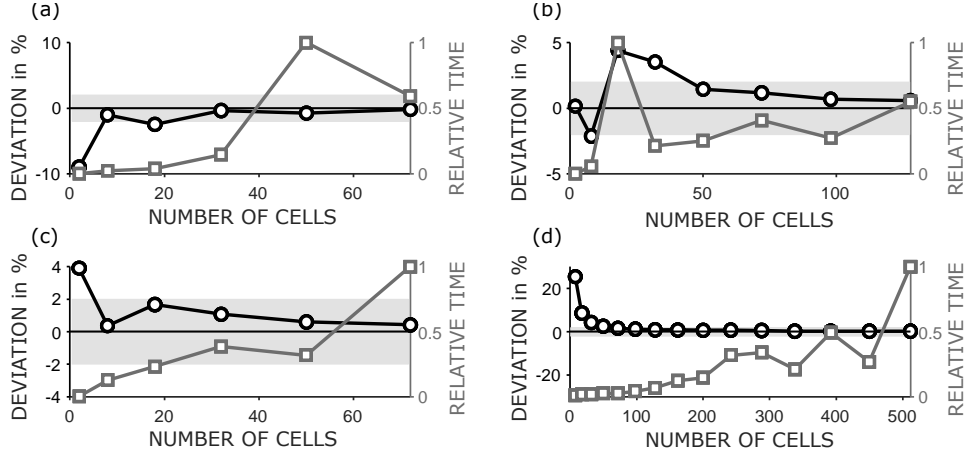 (a)
DEVIATION in %
10
0
-10
0
20
40
60
NUMBER OF CELLS
1
0.5
0
RELATIVE TIME
(b)
DEVIATION in %
5
0
-5
0
50
100
NUMBER OF CELLS
1
0.5
0
RELATIVE TIME
(c)
DEVIATION in %
4
2
0
-2
-4
0
20
40
60
NUMBER OF CELLS
1
0.5
0
RELATIVE TIME
(d)
DEVIATION in %
20
0
-20
0
100
200
300
400
500
NUMBER OF CELLS
1
0.5
0
RELATIVE TIME